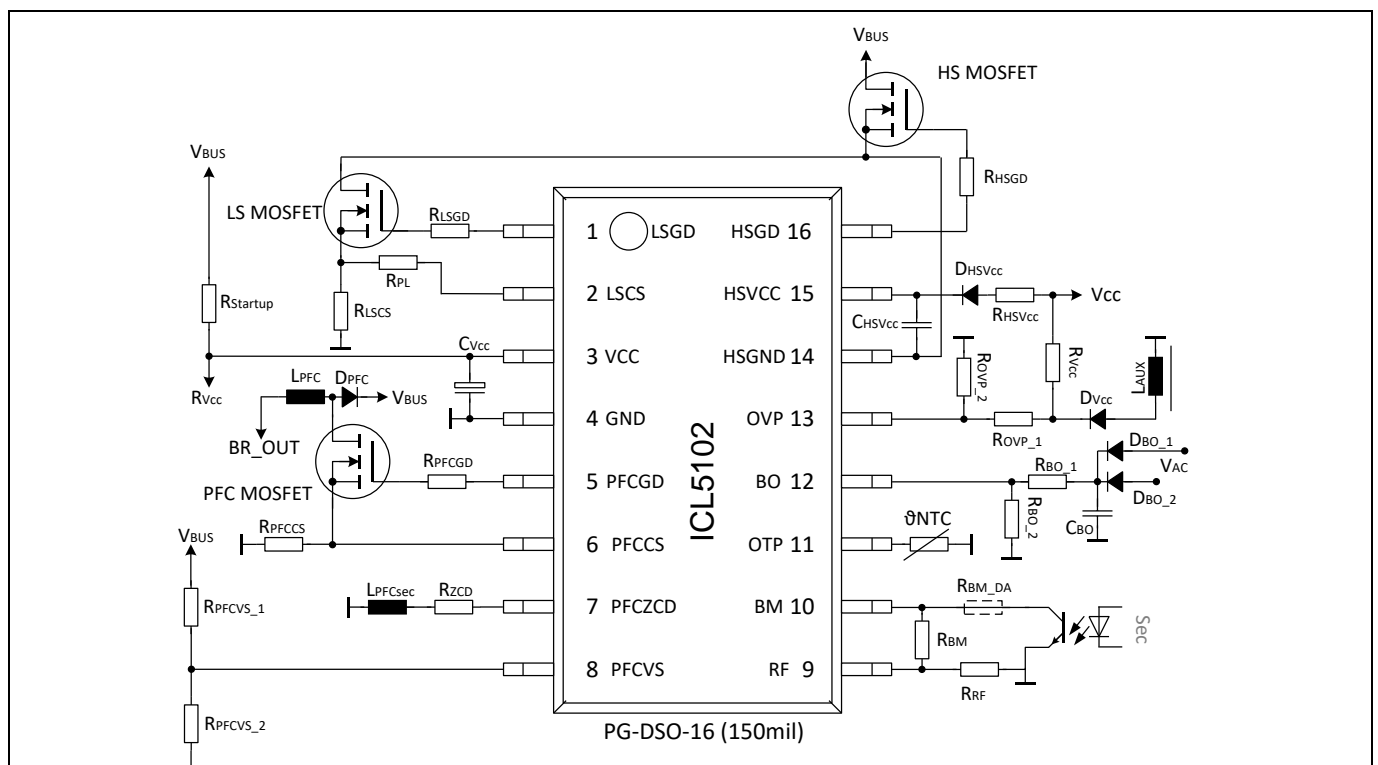 VBUS
HS MOSFET
RHSGD
VBUS
LS MOSFET
RLSGD
RPL
RLSCS
RStartup
CVcc
RVcc
LPFC
DPFC
VBUS
BR_OUT
PFC MOSFET
RPFCGD
RPFCCS
VBUS
LPFCsec
RZCD
RPFCVS_1
RPFCVS_2
1 LSGD
2 LSCS
3 VCC
4 GND
5 PFCGD
6 PFCCS
7 PFCZCD
8 PFCVS
ICL5102
HSGD 16
HSVCC 15
HSGND 14
OVP 13
BO 12
OTP 11
BM 10
RF 9
DHSVcc
RHSVcc
Vcc
CHSVcc
ROVP_2
RVcc
LAUX
DVcc
ROVP_1
DBO_1
VAC
RBO_1
DBO_2
RBO_2
CBO
ϑNTC
RBM_DA
RBM
Sec
RRF
PG-DSO-16 (150mil)